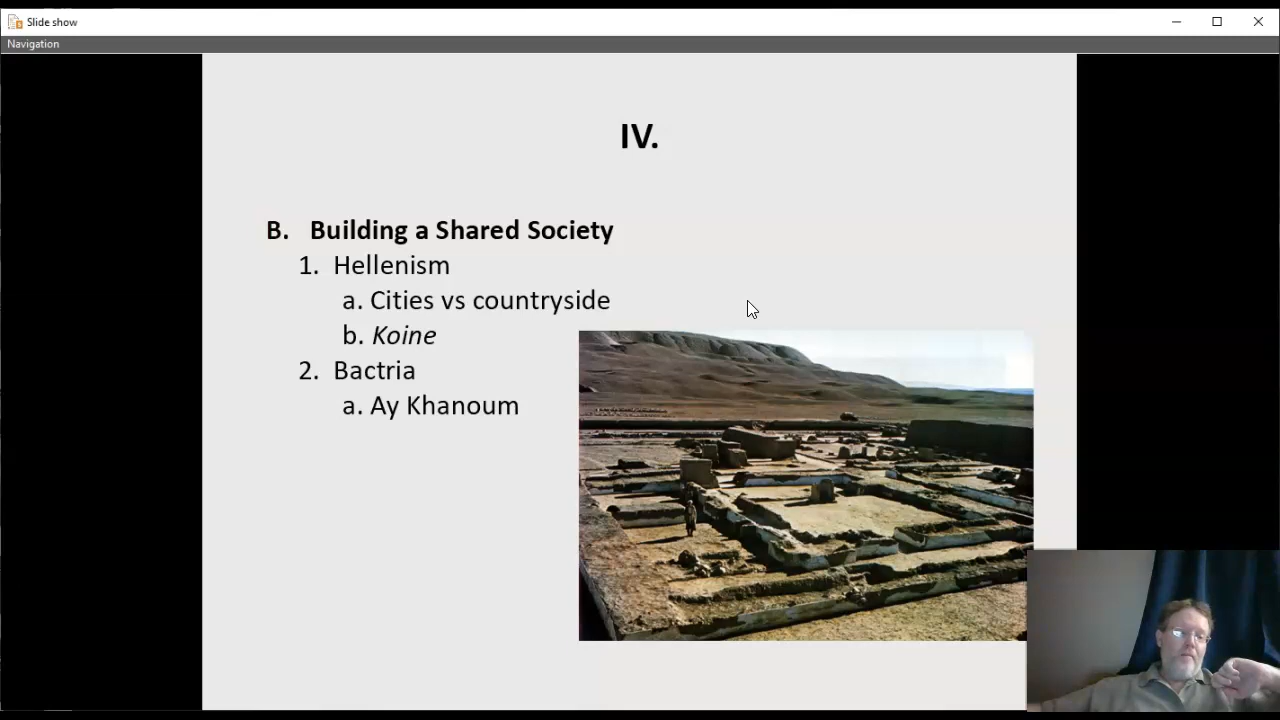 Slide show
Navigation
IV.
B. Building a Shared Society
1. Hellenism
a. Cities vs countryside
b. Koine
2. Bactria
a. Ay Khanoum